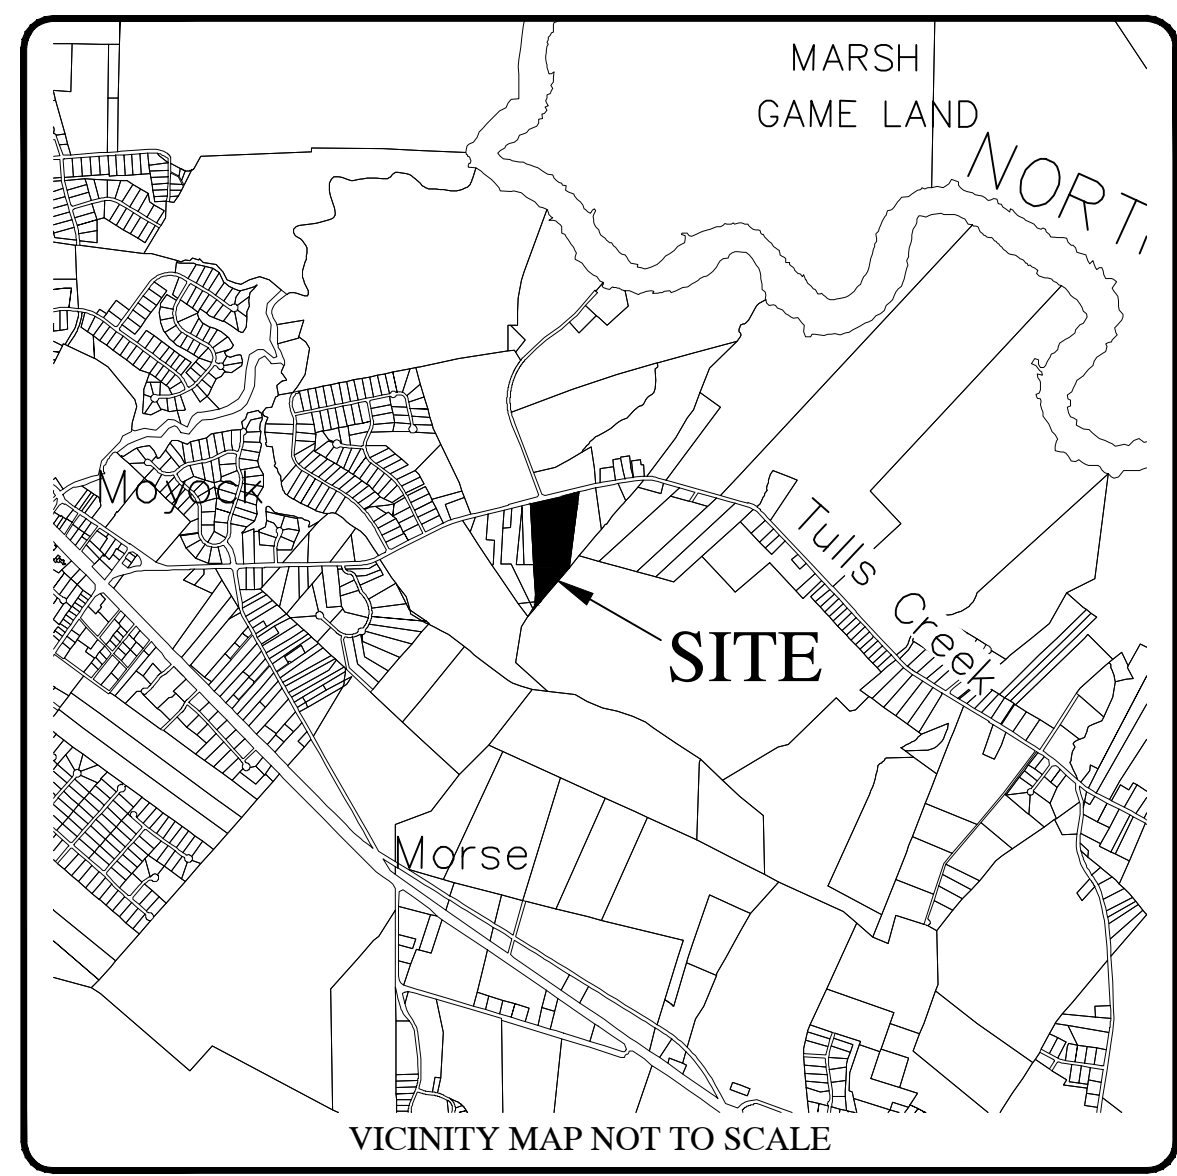 MARSH
GAME LAND
NORT
Moyock
Tulls Creek
SITE
Morse
VICINITY MAP NOT TO SCALE